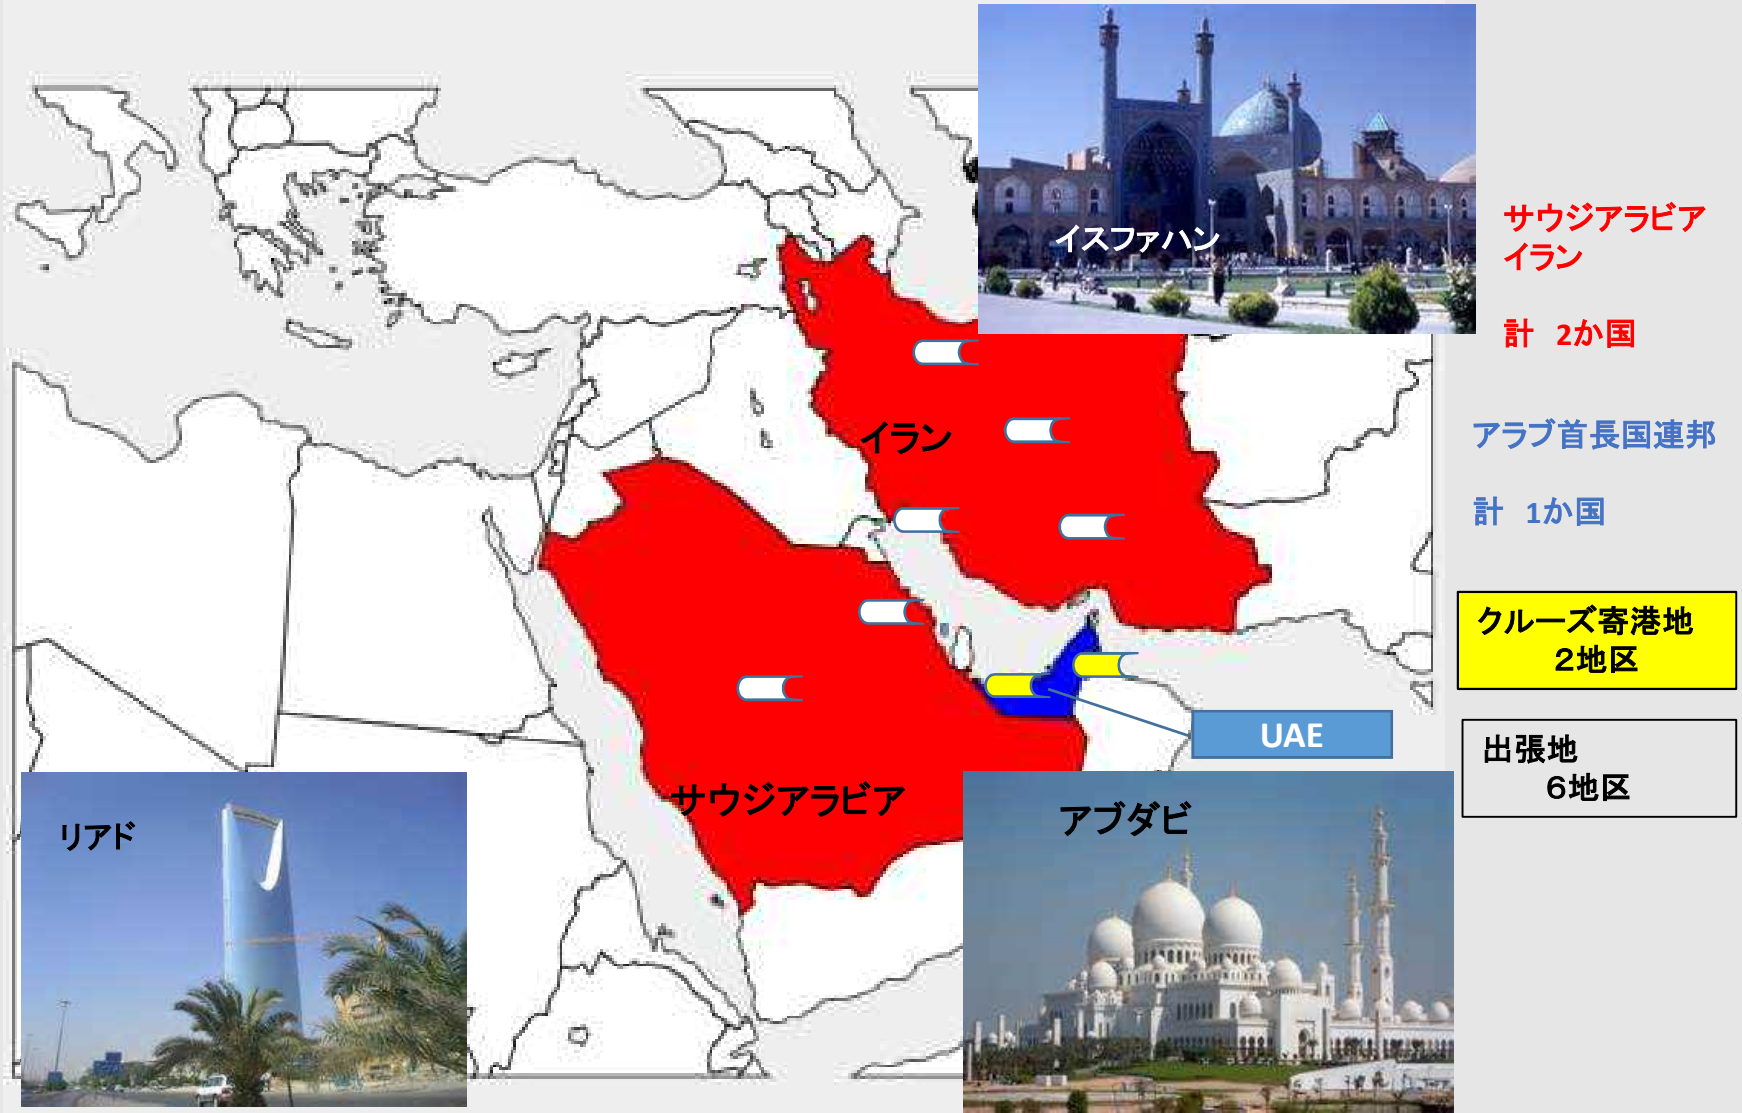 イスファハン
サウジアラビア
イラン
計 2か国
アラブ首長国連邦
計 1か国
イラン
クルーズ寄港地
2地区
UAE
出張地
6地区
サウジアラビア
リアド
アブダビ